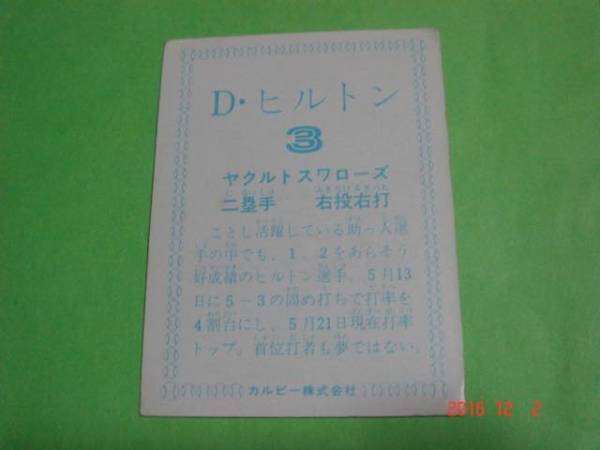 D・ヒルトン
3
ヤクルトスワローズ
二塁手 右投右打
ことし活躍している助っ人選
手の中でも、1、2をあらそう
好成績のヒルトン選手。5月13
日に5-3の固め打ちで打率を
4割台にし、5月21日現在打率
トップ。首位打者も夢ではない。
カルビー株式会社
2016 12 2